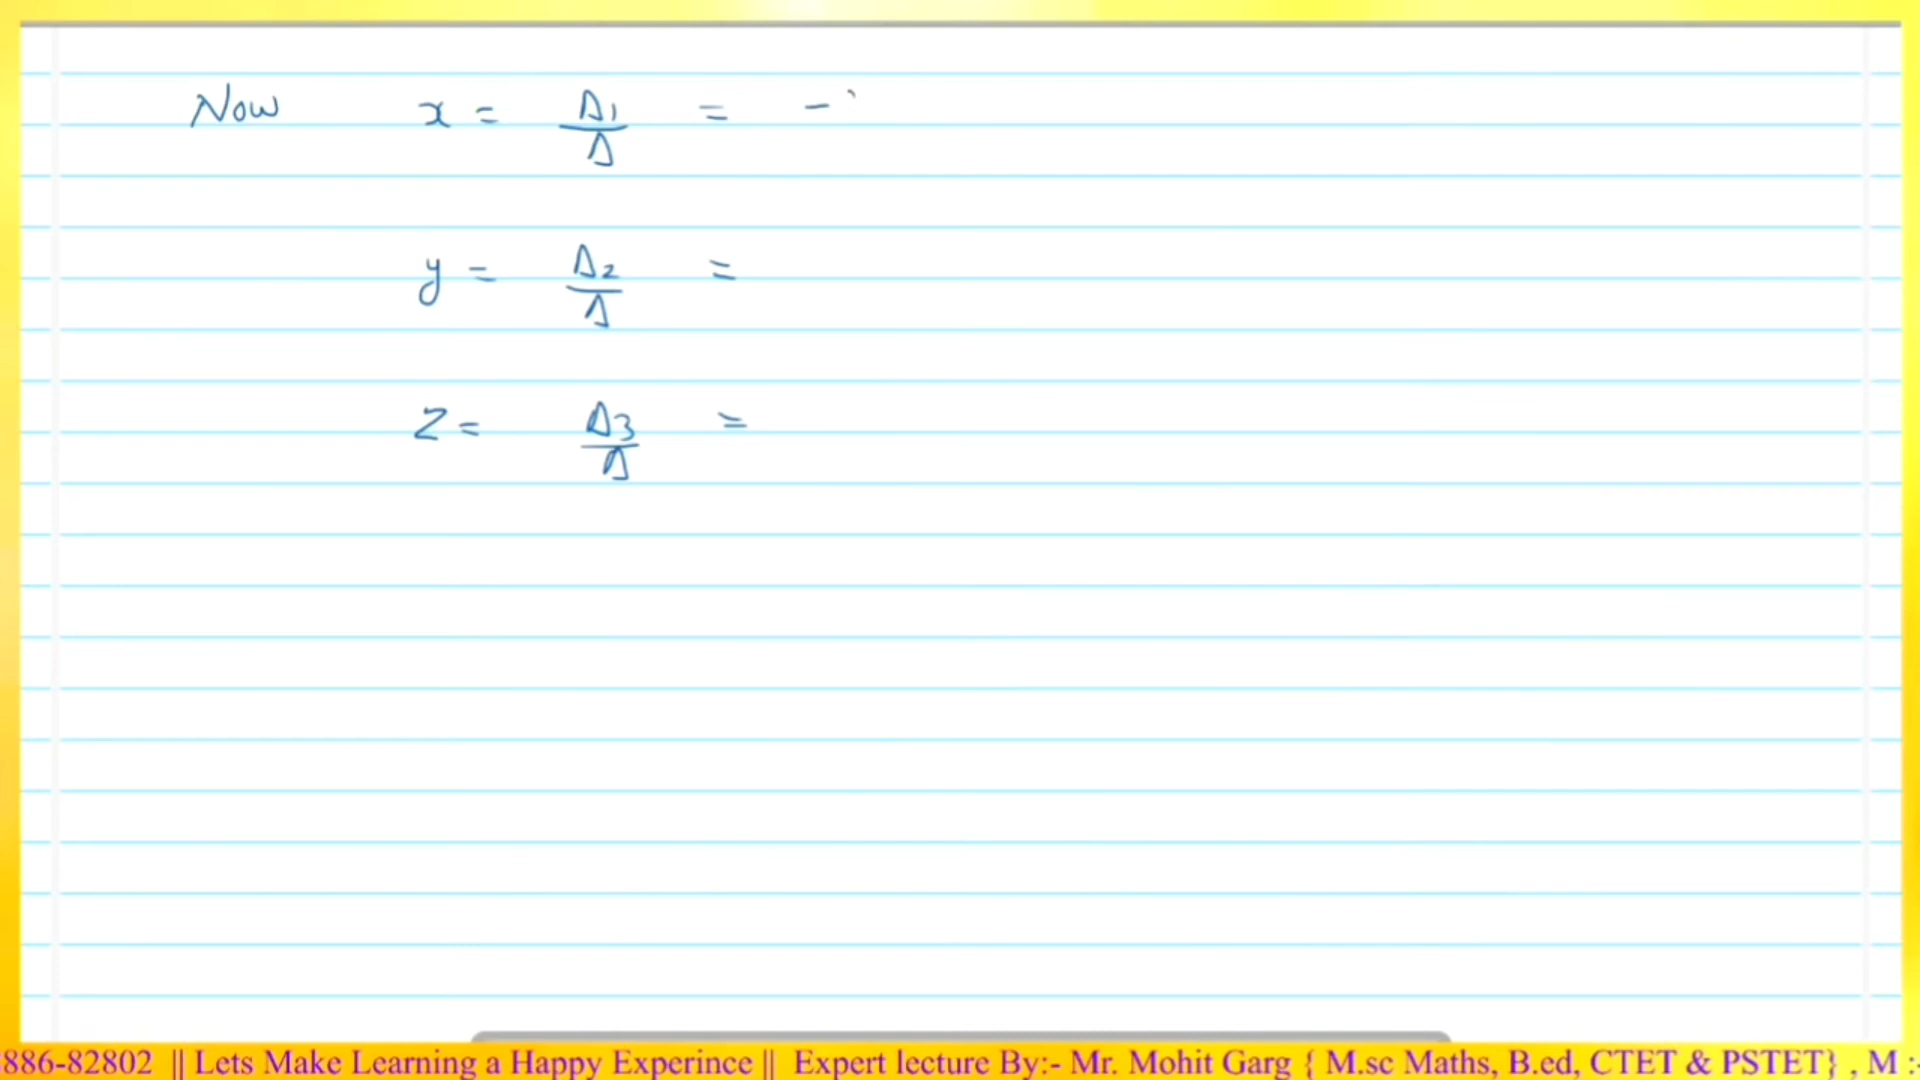 Now x = Δ1/Δ = -
y = Δ2/Δ =
z = Δ3/Δ =
886-82802 || Lets Make Learning a Happy Experince || Expert lecture By:- Mr. Mohit Garg { M.sc Maths, B.ed, CTET & PSTET} , M :-